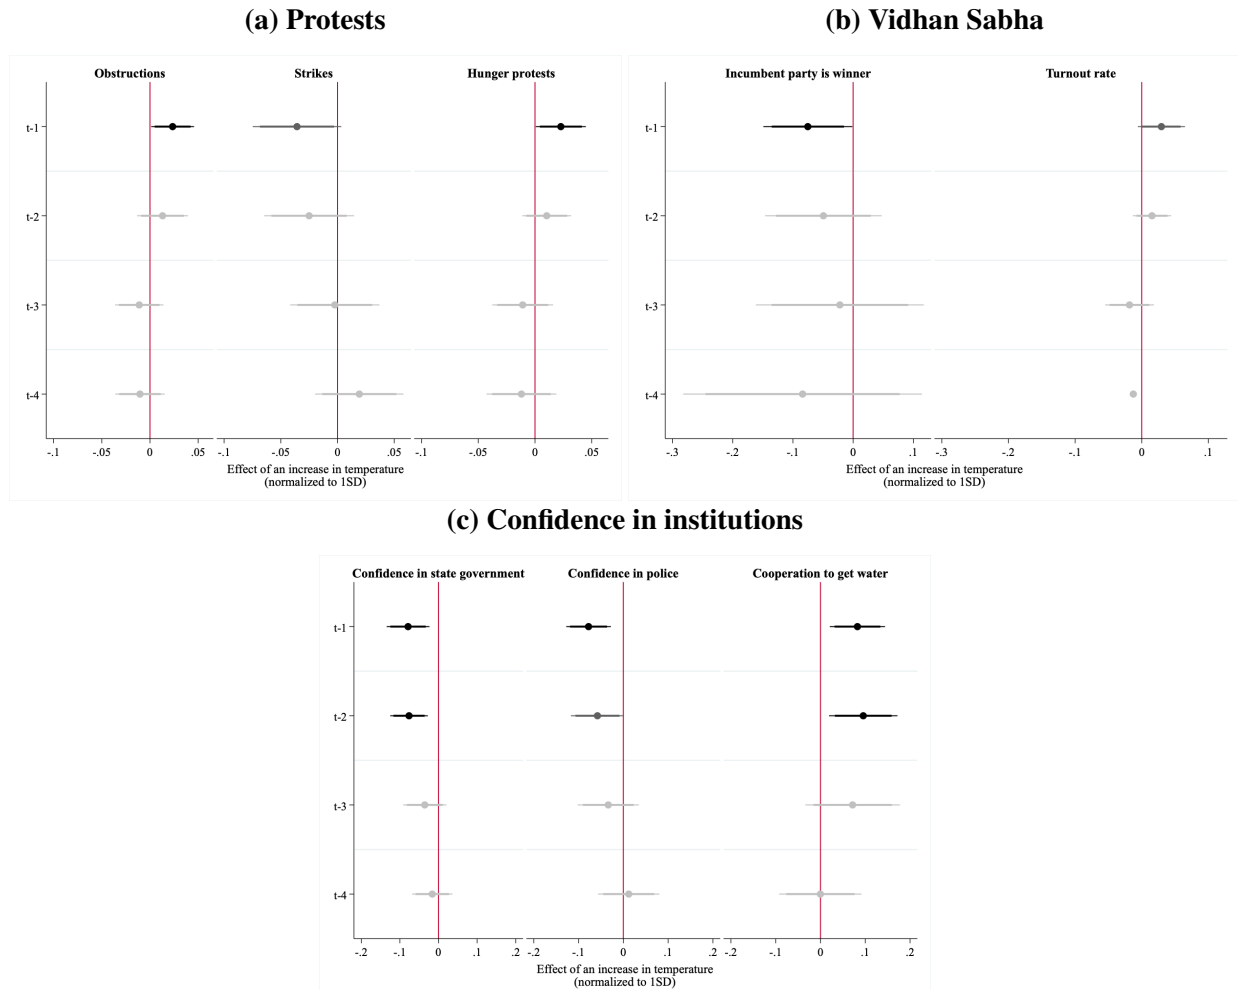 (a) Protests
Obstructions Strikes Hunger protests
t-1
t-2
t-3
t-4
-.1 -.05 0 .05 -.1 -.05 0 .05 -.1 -.05 0 .05
Effect of an increase in temperature
(normalized to 1SD)
(b) Vidhan Sabha
Incumbent party is winner Turnout rate
t-1
t-2
t-3
t-4
-.3 -.2 -.1 0 .1 -.3 -.2 -.1 0 .1
Effect of an increase in temperature
(normalized to 1SD)
(c) Confidence in institutions
Confidence in state government Confidence in police Cooperation to get water
t-1
t-2
t-3
t-4
-.2 -.1 0 .1 .2 -.2 -.1 0 .1 .2 -.2 -.1 0 .1 .2
Effect of an increase in temperature
(normalized to 1SD)